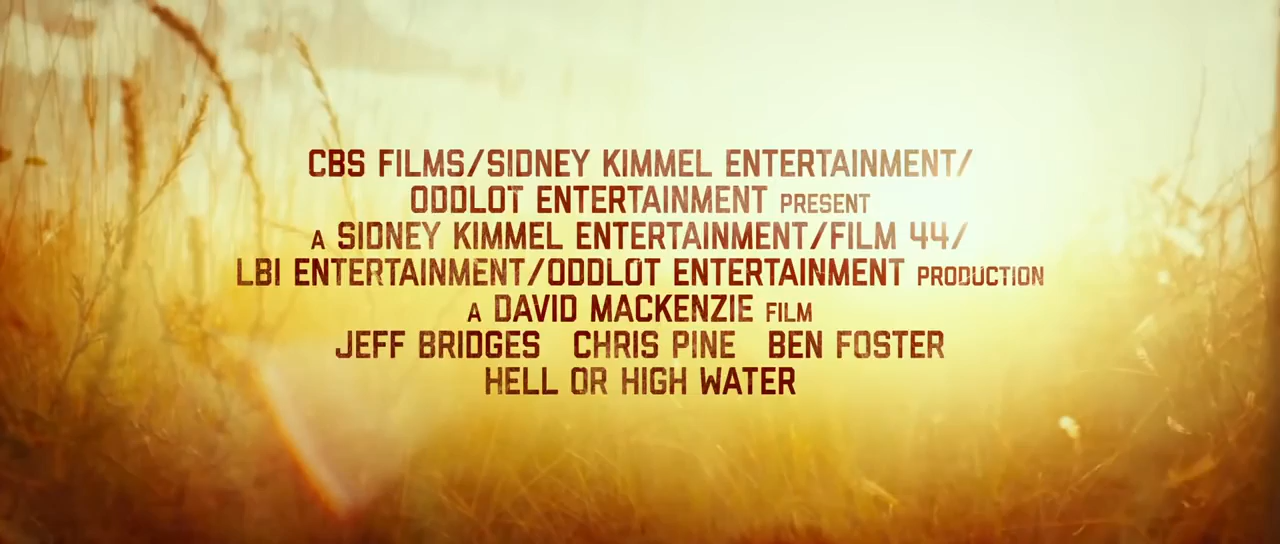 CBS FILMS/SIDNEY KIMMEL ENTERTAINMENT/
ODDLOT ENTERTAINMENT PRESENT
A SIDNEY KIMMEL ENTERTAINMENT/FILM 44/
LBI ENTERTAINMENT/ODDLOT ENTERTAINMENT PRODUCTION
A DAVID MACKENZIE FILM
JEFF BRIDGES CHRIS PINE BEN FOSTER
HELL OR HIGH WATER